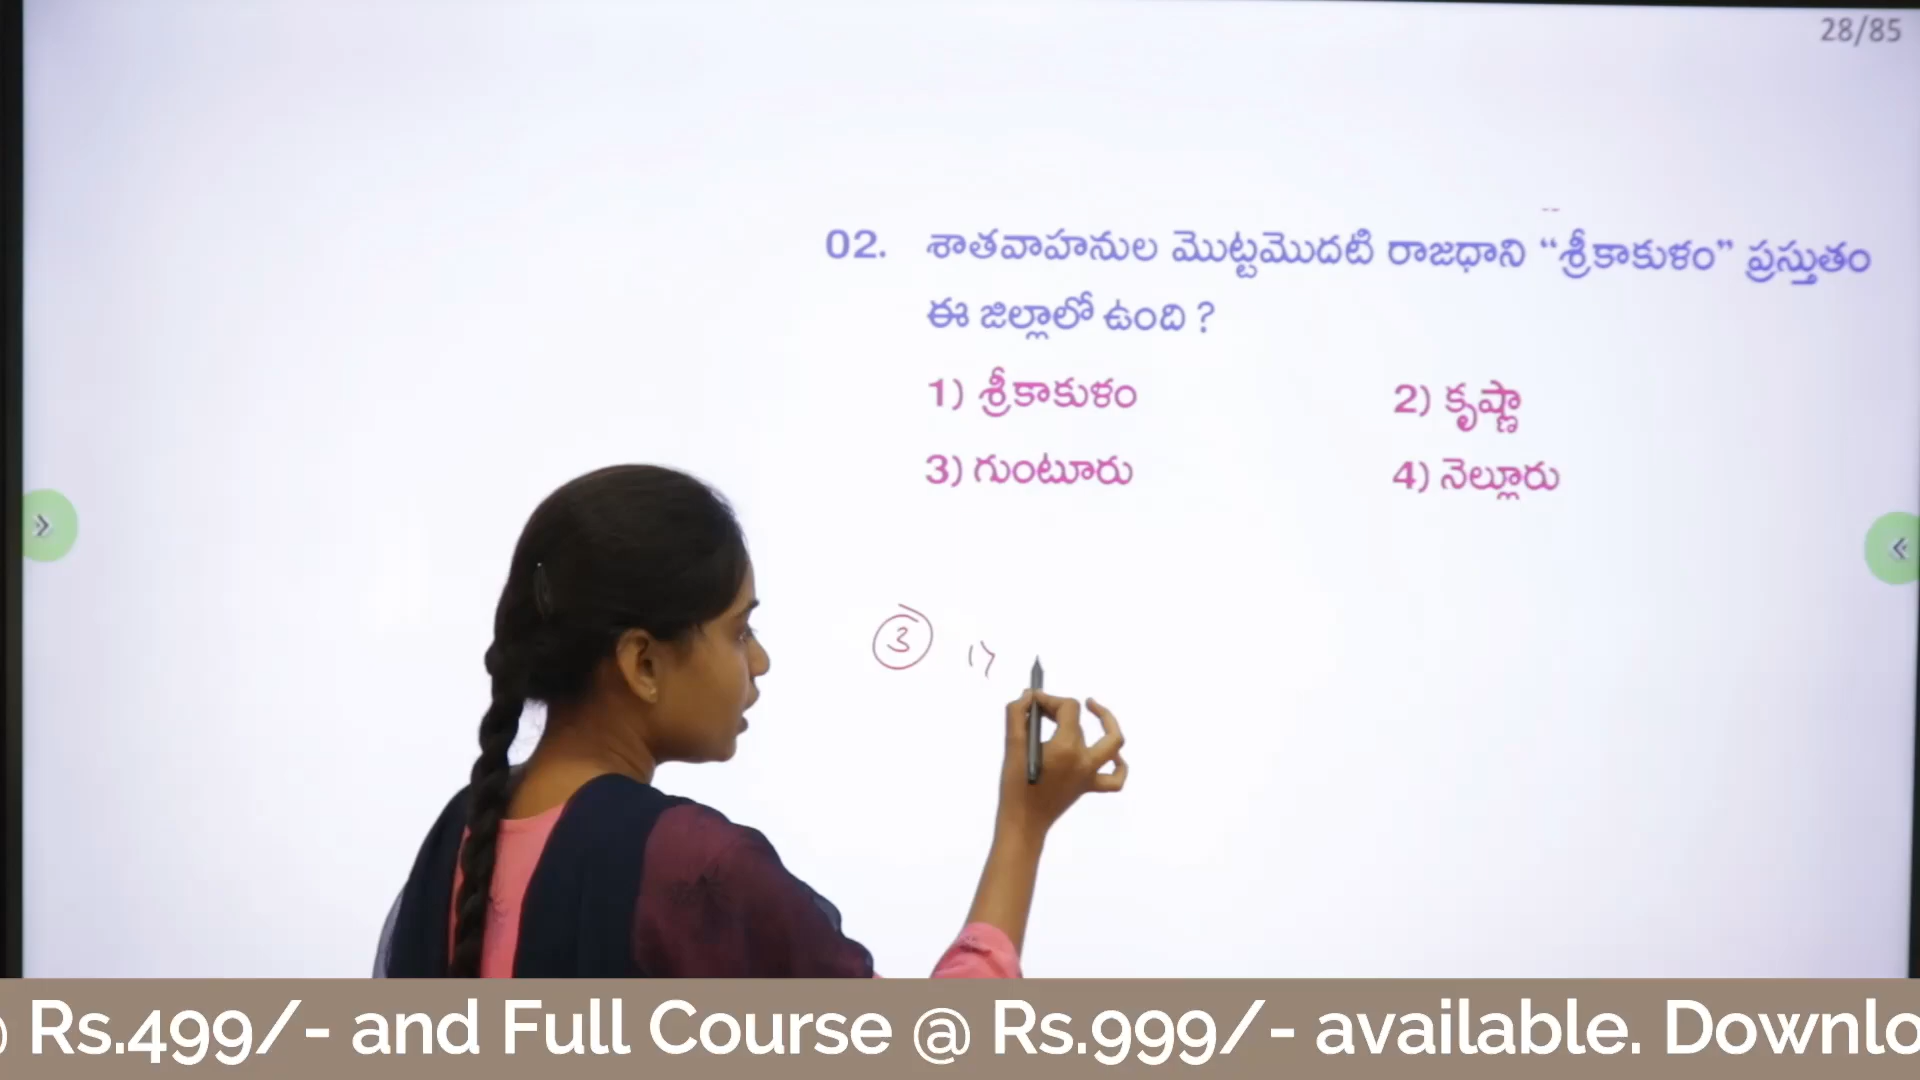 28/85
02. శాతవాహనుల మొట్టమొదటి రాజధాని “శ్రీకాకుళం” ప్రస్తుతం
ఈ జిల్లాలో ఉంది ?
1) శ్రీకాకుళం 2) కృష్ణా
3) గుంటూరు 4) నెల్లూరు
3 1)
@ Rs.499/- and Full Course @ Rs.999/- available. Downlo